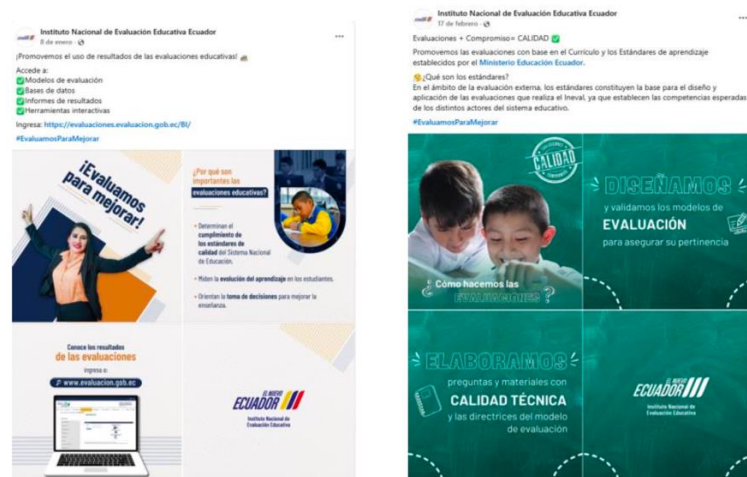 Instituto Nacional de Evaluación Educativa Ecuador
8 de enero
¡Promovemos el uso de resultados de las evaluaciones educativas!
Accede a:
Modelos de evaluación
Bases de datos
Informes de resultados
Herramientas interactivas
Ingresa: https://evaluaciones.evaluacion.gob.ec/BI/
#EvaluamosParaMejorar
¡Evaluamos
para mejorar!
¿Por qué son
importantes las
evaluaciones educativas?
• Determinan el
cumplimiento de
los estándares de
calidad del Sistema Nacional
de Educación.
• Miden la evolución del aprendizaje en los estudiantes.
• Orientan la toma de decisiones para mejorar la
enseñanza.
Conoce los resultados
de las evaluaciones
ingresa a:
www.evaluacion.gob.ec
EL NUEVO
ECUADOR
Instituto Nacional de
Evaluación Educativa
Instituto Nacional de Evaluación Educativa Ecuador
17 de febrero
Evaluaciones + Compromiso= CALIDAD
Promovemos las evaluaciones con base en el Currículo y los Estándares de aprendizaje
establecidos por el Ministerio Educación Ecuador.
¿Qué son los estándares?
En el ámbito de la evaluación externa, los estándares constituyen la base para el diseño y
aplicación de las evaluaciones que realiza el Ineval, ya que establecen las competencias esperadas
de los distintos actores del sistema educativo.
#EvaluamosParaMejorar
CALIDAD
¿Cómo hacemos las
EVALUACIONES?
DISEÑAMOS
y validamos los modelos de
EVALUACIÓN
para asegurar su pertinencia
ELABORAMOS
preguntas y materiales con
CALIDAD TÉCNICA
y las directrices del modelo
de evaluación
EL NUEVO
ECUADOR
Instituto Nacional de
Evaluación Educativa